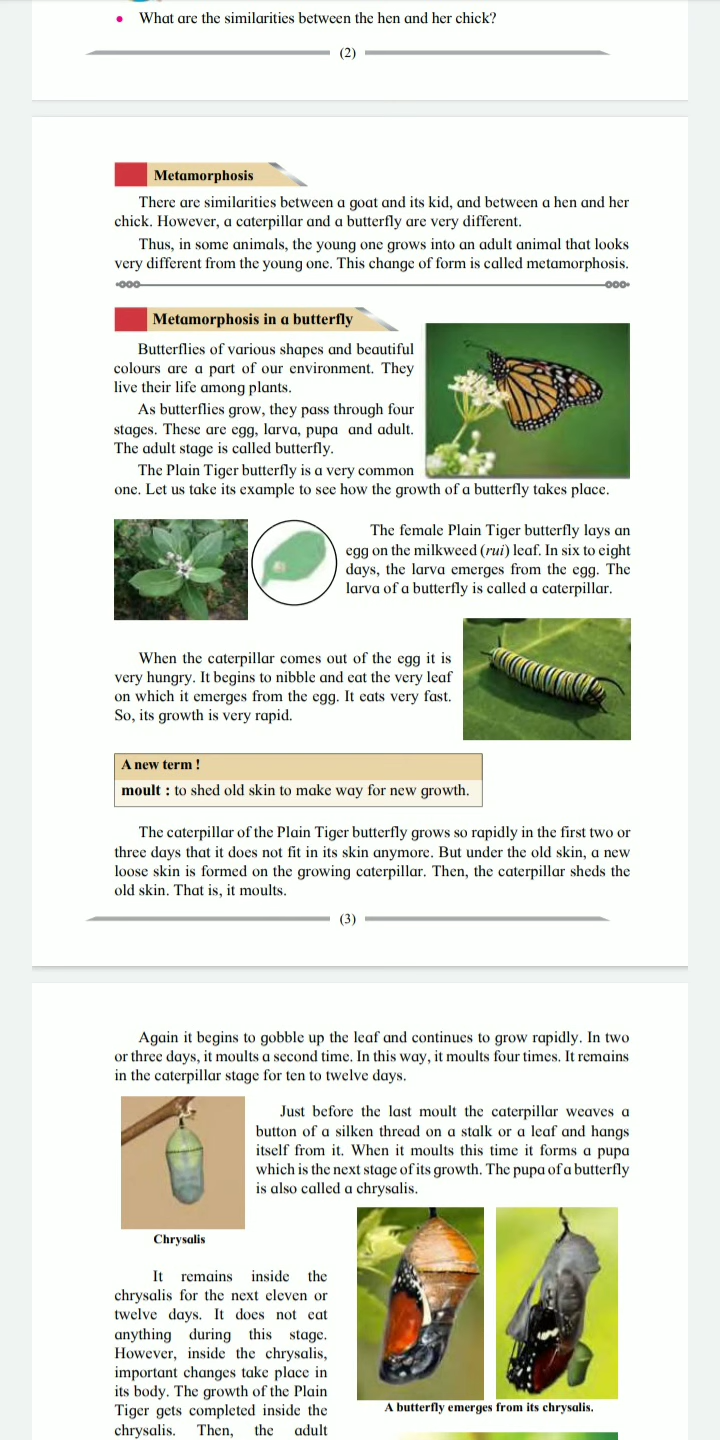 What are the similarities between the hen and her chick?
(2)
Metamorphosis
There are similarities between a goat and its kid, and between a hen and her
chick. However, a caterpillar and a butterfly are very different.
Thus, in some animals, the young one grows into an adult animal that looks
very different from the young one. This change of form is called metamorphosis.
Metamorphosis in a butterfly
Butterflies of various shapes and beautiful
colours are a part of our environment. They
live their life among plants.
As butterflies grow, they pass through four
stages. These are egg, larva, pupa and adult.
The adult stage is called butterfly.
The Plain Tiger butterfly is a very common
one. Let us take its example to see how the growth of a butterfly takes place.
The female Plain Tiger butterfly lays an
egg on the milkweed (rui) leaf. In six to eight
days, the larva emerges from the egg. The
larva of a butterfly is called a caterpillar.
When the caterpillar comes out of the egg it is
very hungry. It begins to nibble and eat the very leaf
on which it emerges from the egg. It eats very fast.
So, its growth is very rapid.
A new term !
moult : to shed old skin to make way for new growth.
The caterpillar of the Plain Tiger butterfly grows so rapidly in the first two or
three days that it does not fit in its skin anymore. But under the old skin, a new
loose skin is formed on the growing caterpillar. Then, the caterpillar sheds the
old skin. That is, it moults.
(3)
Again it begins to gobble up the leaf and continues to grow rapidly. In two
or three days, it moults a second time. In this way, it moults four times. It remains
in the caterpillar stage for ten to twelve days.
Just before the last moult the caterpillar weaves a
button of a silken thread on a stalk or a leaf and hangs
itself from it. When it moults this time it forms a pupa
which is the next stage of its growth. The pupa of a butterfly
is also called a chrysalis.
Chrysalis
It remains inside the
chrysalis for the next eleven or
twelve days. It does not eat
anything during this stage.
However, inside the chrysalis,
important changes take place in
its body. The growth of the Plain
Tiger gets completed inside the
chrysalis. Then, the adult
A butterfly emerges from its chrysalis.